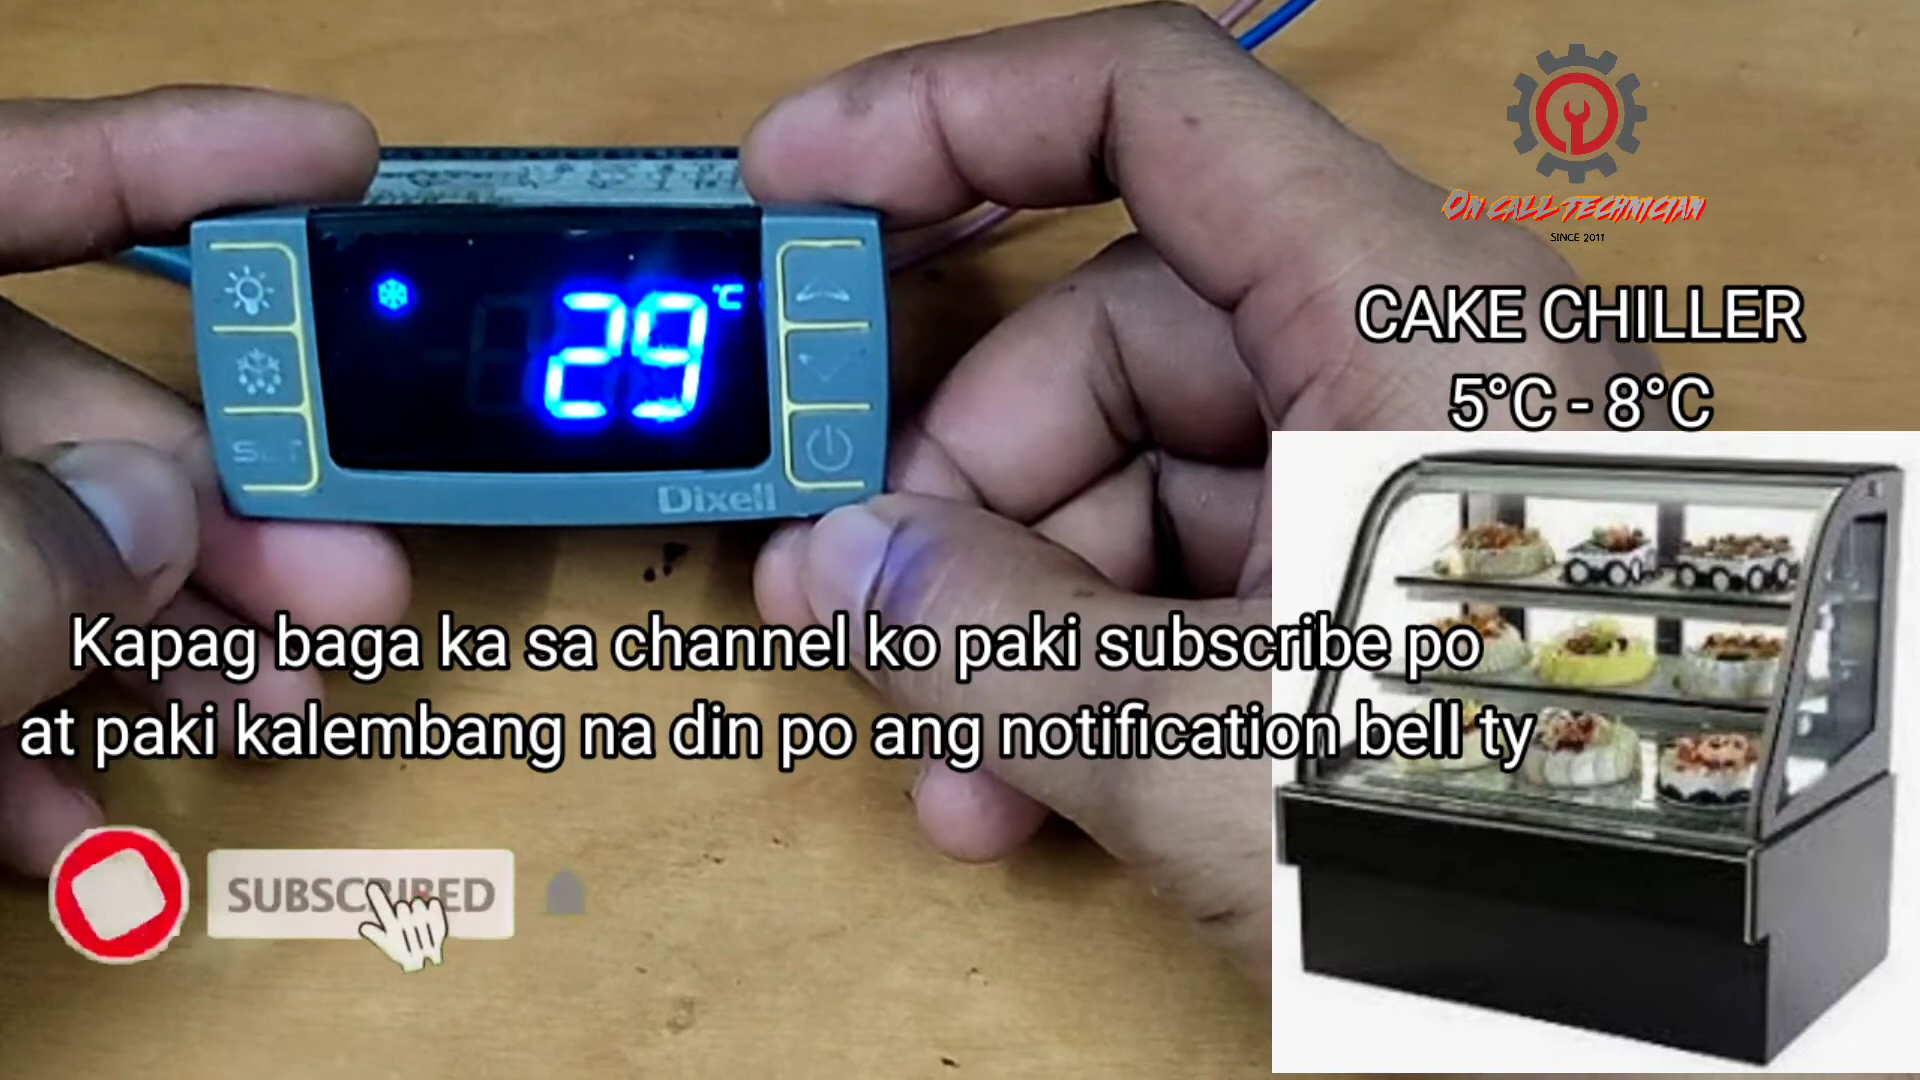 ON CALL TECHNICIAN
SINCE 2011
29 °C
SET
Dixell
CAKE CHILLER
5°C - 8°C
Kapag baga ka sa channel ko paki subscribe po
at paki kalembang na din po ang notification bell ty
SUBSCRIBED